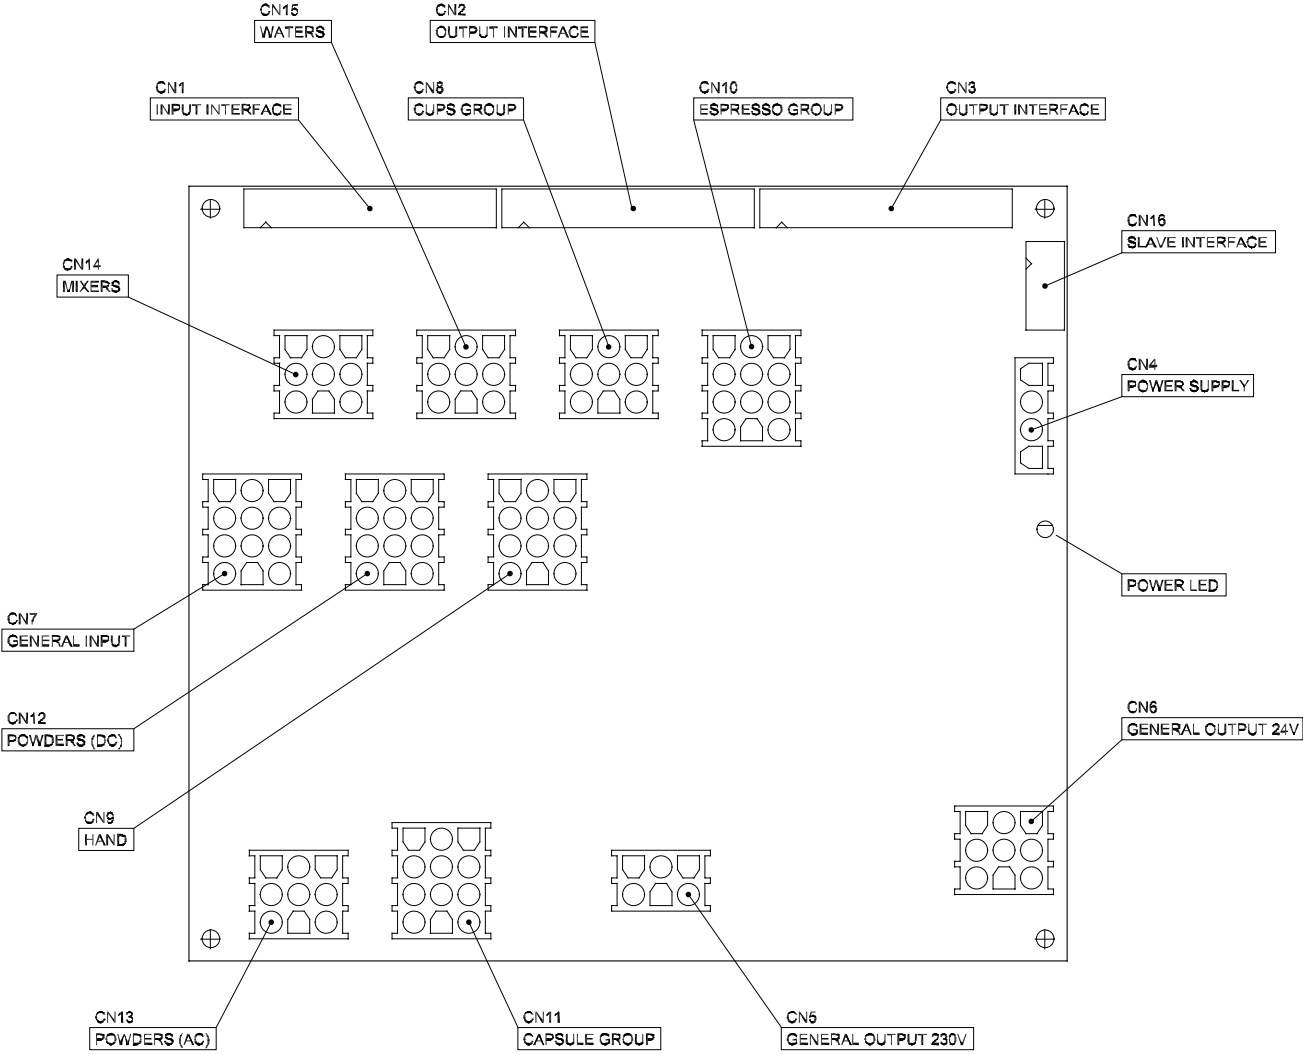 CN15
WATERS
CN2
OUTPUT INTERFACE
CN1
INPUT INTERFACE
CN8
CUPS GROUP
CN10
ESPRESSO GROUP
CN3
OUTPUT INTERFACE
CN16
SLAVE INTERFACE
CN14
MIXERS
CN4
POWER SUPPLY
POWER LED
CN7
GENERAL INPUT
CN12
POWDERS (DC)
CN6
GENERAL OUTPUT 24V
CN9
HAND
CN13
POWDERS (AC)
CN11
CAPSULE GROUP
CN5
GENERAL OUTPUT 230V